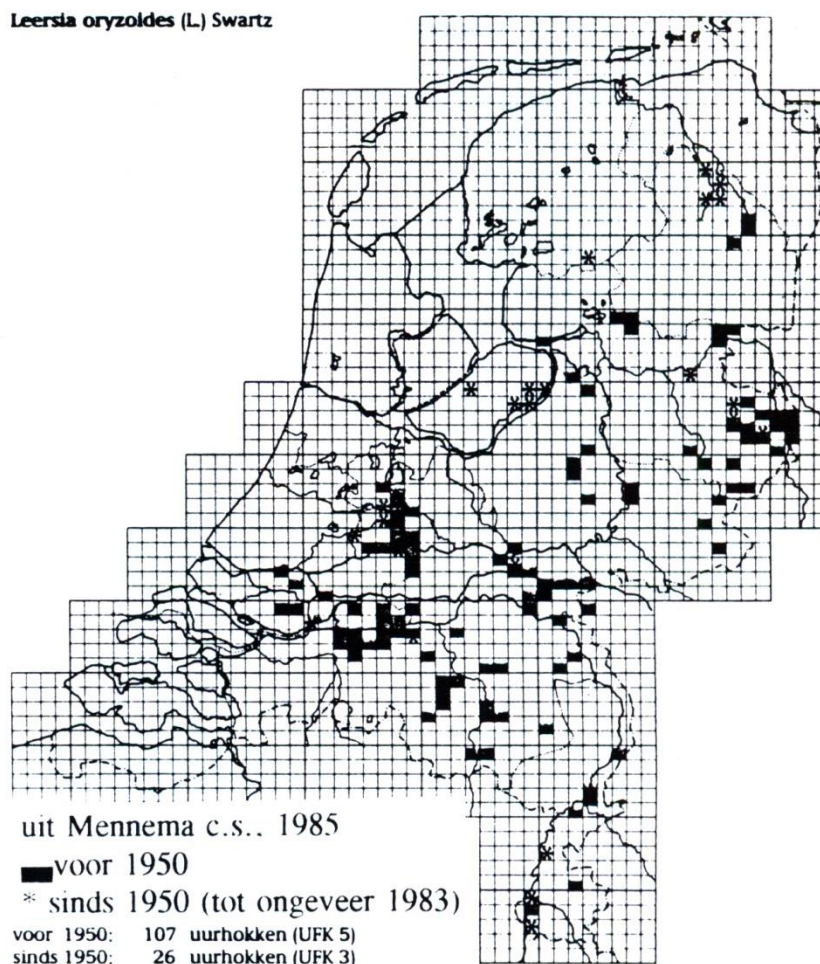 Leersia oryzoides (L.) Swartz
uit Mennema c.s., 1985
voor 1950
* sinds 1950 (tot ongeveer 1983)
voor 1950: 107 uurhokken (UFK 5)
sinds 1950: 26 uurhokken (UFK 3)